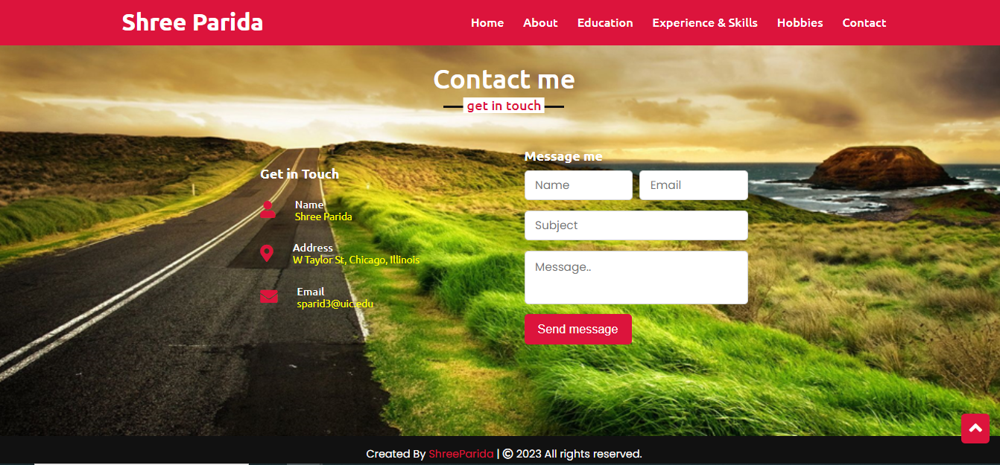 Shree Parida
Home About Education Experience & Skills Hobbies Contact
Contact me
get in touch
Get in Touch
Name
Shree Parida
Address
W Taylor St, Chicago, Illinois
Email
sparid3@uic.edu
Message me
Name Email
Subject
Message..
Send message
Created By ShreeParida | © 2023 All rights reserved.